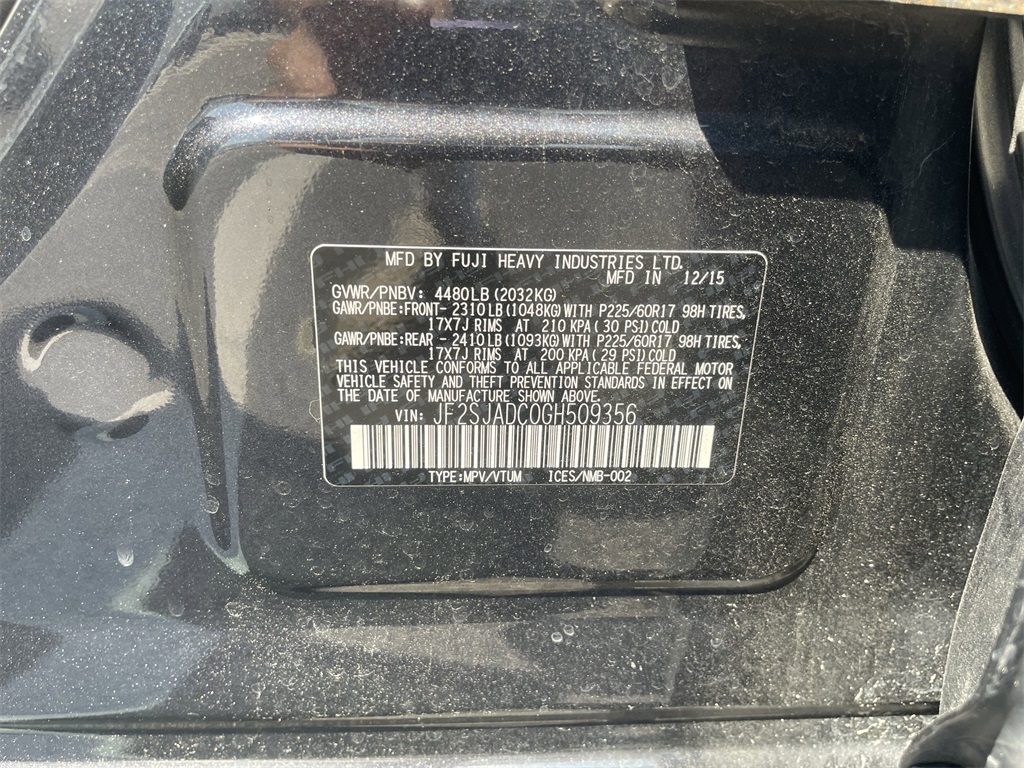 MFD BY FUJI HEAVY INDUSTRIES LTD.
MFD IN 12/15
GVWR/PNBV: 4480LB (2032KG)
GAWR/PNBE:FRONT- 2310LB (1048KG) WITH P225/60R17 98H TIRES,
17X7J RIMS AT 210 KPA (30 PSI) COLD
GAWR/PNBE:REAR - 2410LB (1093KG) WITH P225/60R17 98H TIRES,
17X7J RIMS AT 200 KPA (29 PSI) COLD
THIS VEHICLE CONFORMS TO ALL APPLICABLE FEDERAL MOTOR
VEHICLE SAFETY AND THEFT PREVENTION STANDARDS IN EFFECT ON
THE DATE OF MANUFACTURE SHOWN ABOVE.
VIN: JF2SJADC0GH509356
TYPE:MPV/VTUM ICES/NMB-002